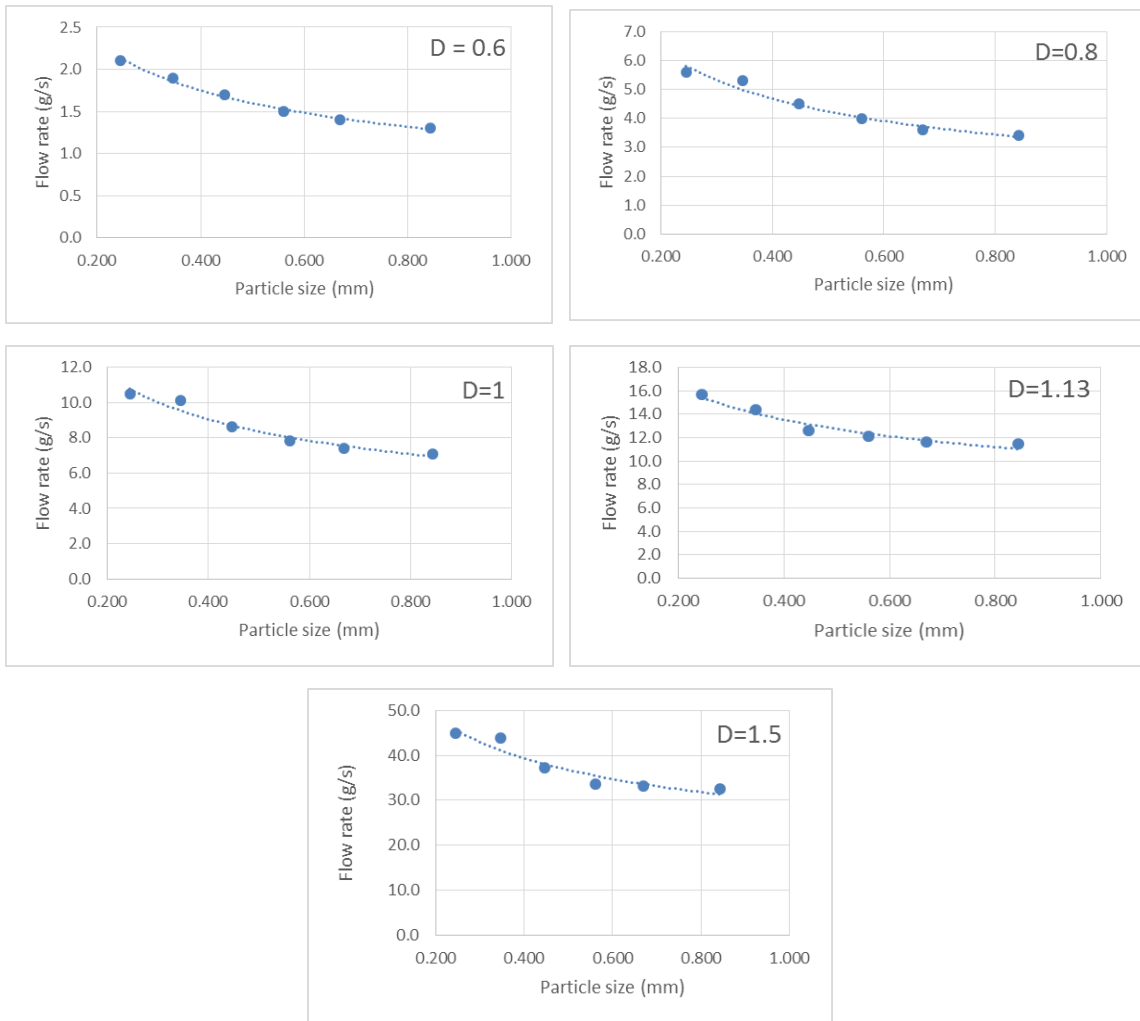 D = 0.6
2.5
2.0
1.5
1.0
0.5
0.0
Flow rate (g/s)
0.200 0.400 0.600 0.800 1.000
Particle size (mm)
D=0.8
7.0
6.0
5.0
4.0
3.0
2.0
1.0
0.0
Flow rate (g/s)
0.200 0.400 0.600 0.800 1.000
Particle size (mm)
D=1
12.0
10.0
8.0
6.0
4.0
2.0
0.0
Flow rate (g/s)
0.200 0.400 0.600 0.800 1.000
Particle size (mm)
D=1.13
18.0
16.0
14.0
12.0
10.0
8.0
6.0
4.0
2.0
0.0
Flow rate (g/s)
0.200 0.400 0.600 0.800 1.000
Particle size (mm)
D=1.5
50.0
40.0
30.0
20.0
10.0
0.0
Flow rate (g/s)
0.200 0.400 0.600 0.800 1.000
Particle size (mm)